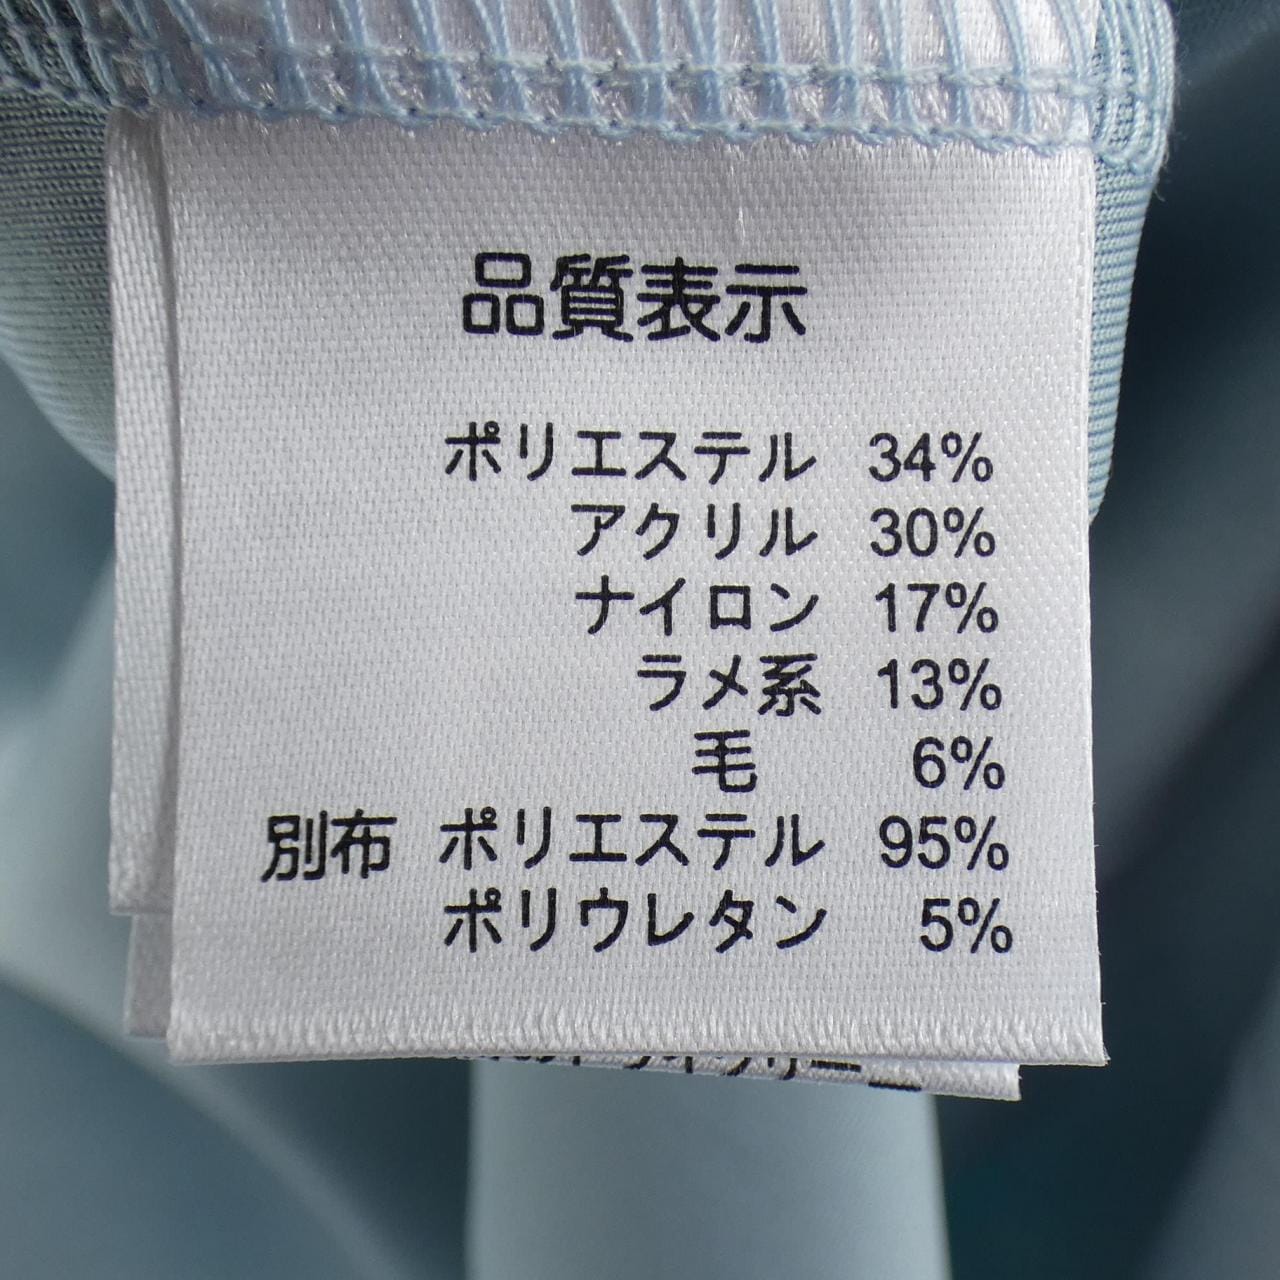 品質表示
ポリエステル 34%
アクリル 30%
ナイロン 17%
ラメ系 13%
毛 6%
別布 ポリエステル 95%
ポリウレタン 5%